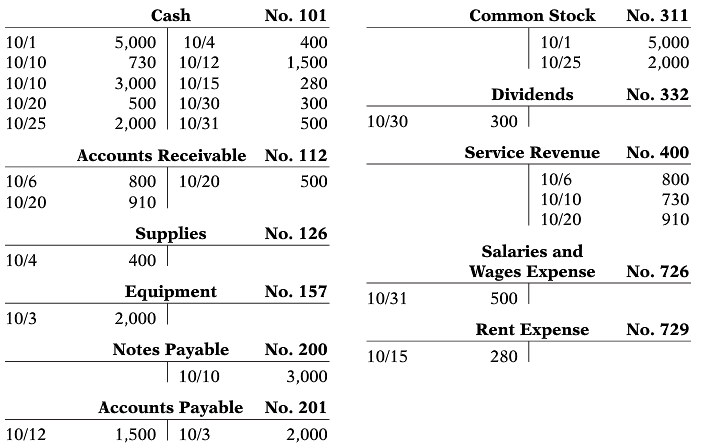 Cash No. 101
10/1 5,000 10/4 400
10/10 730 10/12 1,500
10/10 3,000 10/15 280
10/20 500 10/30 300
10/25 2,000 10/31 500
Accounts Receivable No. 112
10/6 800 10/20 500
10/20 910
Supplies No. 126
10/4 400
Equipment No. 157
10/3 2,000
Notes Payable No. 200
10/10 3,000
Accounts Payable No. 201
10/12 1,500 10/3 2,000
Common Stock No. 311
10/1 5,000
10/25 2,000
Dividends No. 332
10/30 300
Service Revenue No. 400
10/6 800
10/10 730
10/20 910
Salaries and
Wages Expense No. 726
10/31 500
Rent Expense No. 729
10/15 280